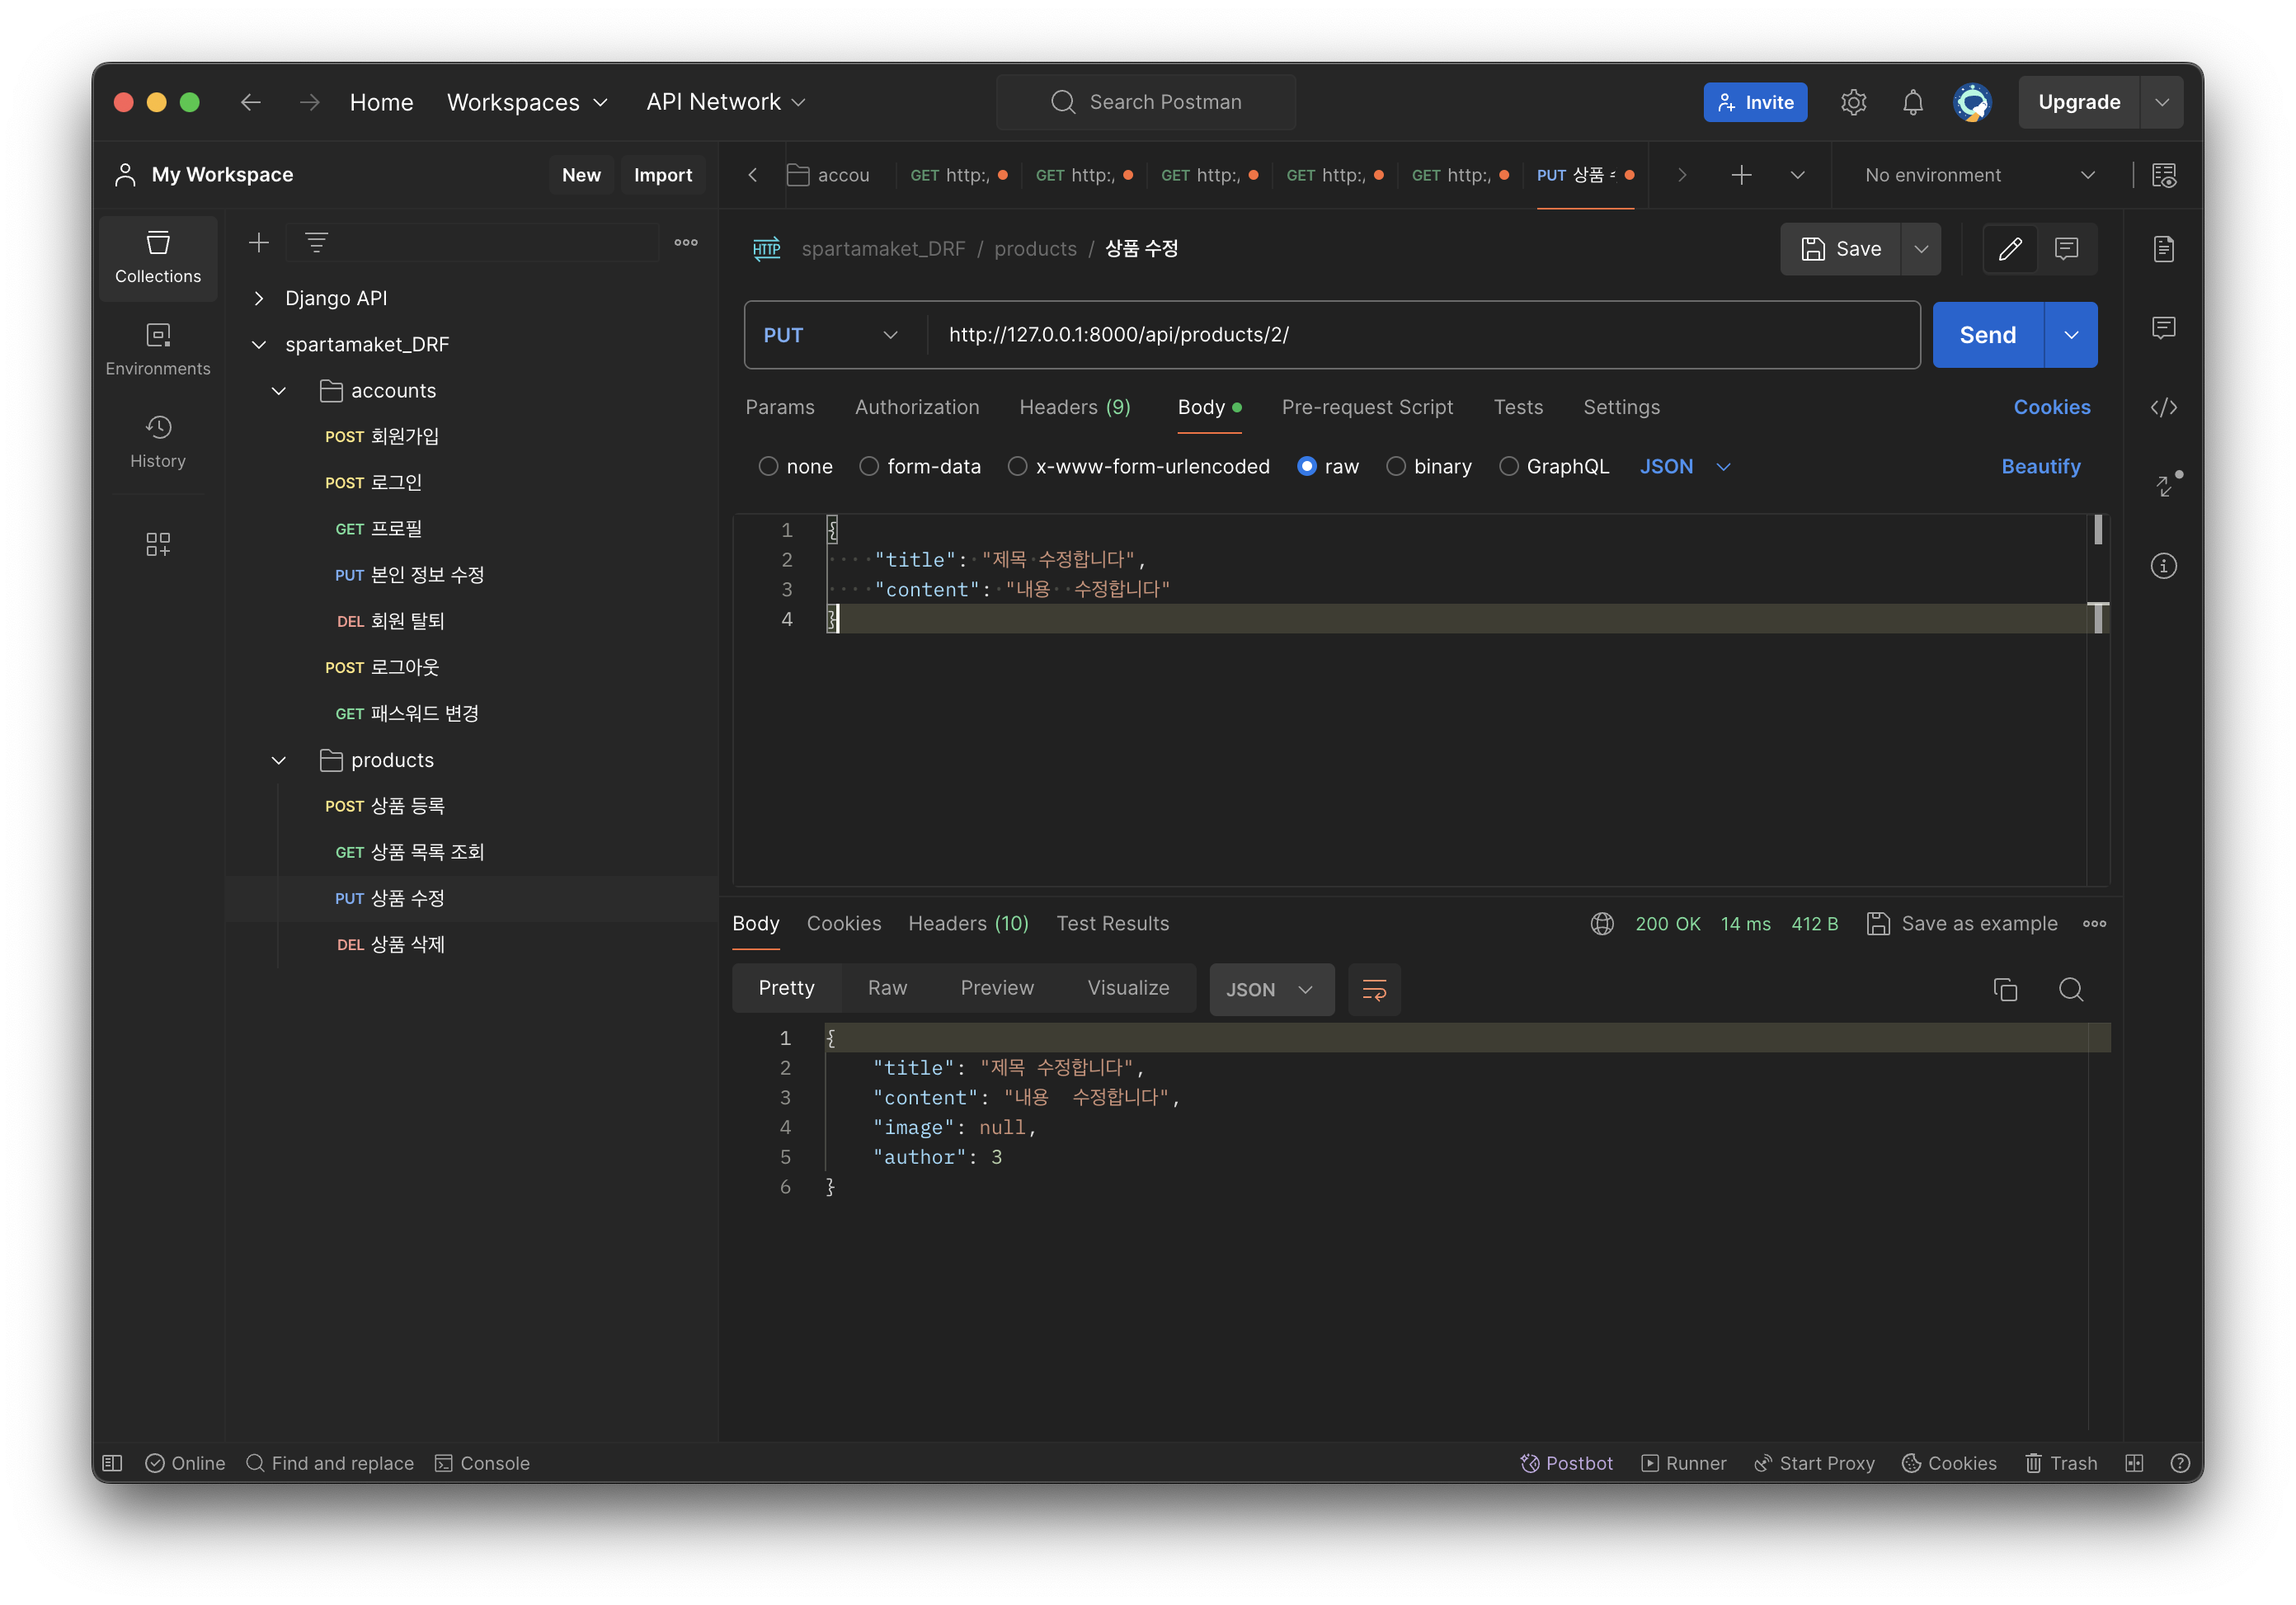 Home Workspaces API Network Search Postman Invite Upgrade
My Workspace New Import
accou GET http:, GET http:, GET http:, GET http:, GET http:, PUT 상품 No environment
Collections
Environments
History
Django API
spartamaket_DRF
accounts
POST 회원가입
POST 로그인
GET 프로필
PUT 본인 정보 수정
DEL 회원 탈퇴
POST 로그아웃
GET 패스워드 변경
products
POST 상품 등록
GET 상품 목록 조회
PUT 상품 수정
DEL 상품 삭제
HTTP spartamaket_DRF / products / 상품 수정 Save
PUT http://127.0.0.1:8000/api/products/2/ Send
Params Authorization Headers (9) Body Pre-request Script Tests Settings Cookies
none form-data x-www-form-urlencoded raw binary GraphQL JSON Beautify
1 {
2 "title": "제목 수정합니다",
3 "content": "내용  수정합니다"
4 }
Body Cookies Headers (10) Test Results 200 OK 14 ms 412 B Save as example
Pretty Raw Preview Visualize JSON
1 {
2 "title": "제목 수정합니다",
3 "content": "내용  수정합니다",
4 "image": null,
5 "author": 3
6 }
Online Find and replace Console Postbot Runner Start Proxy Cookies Trash